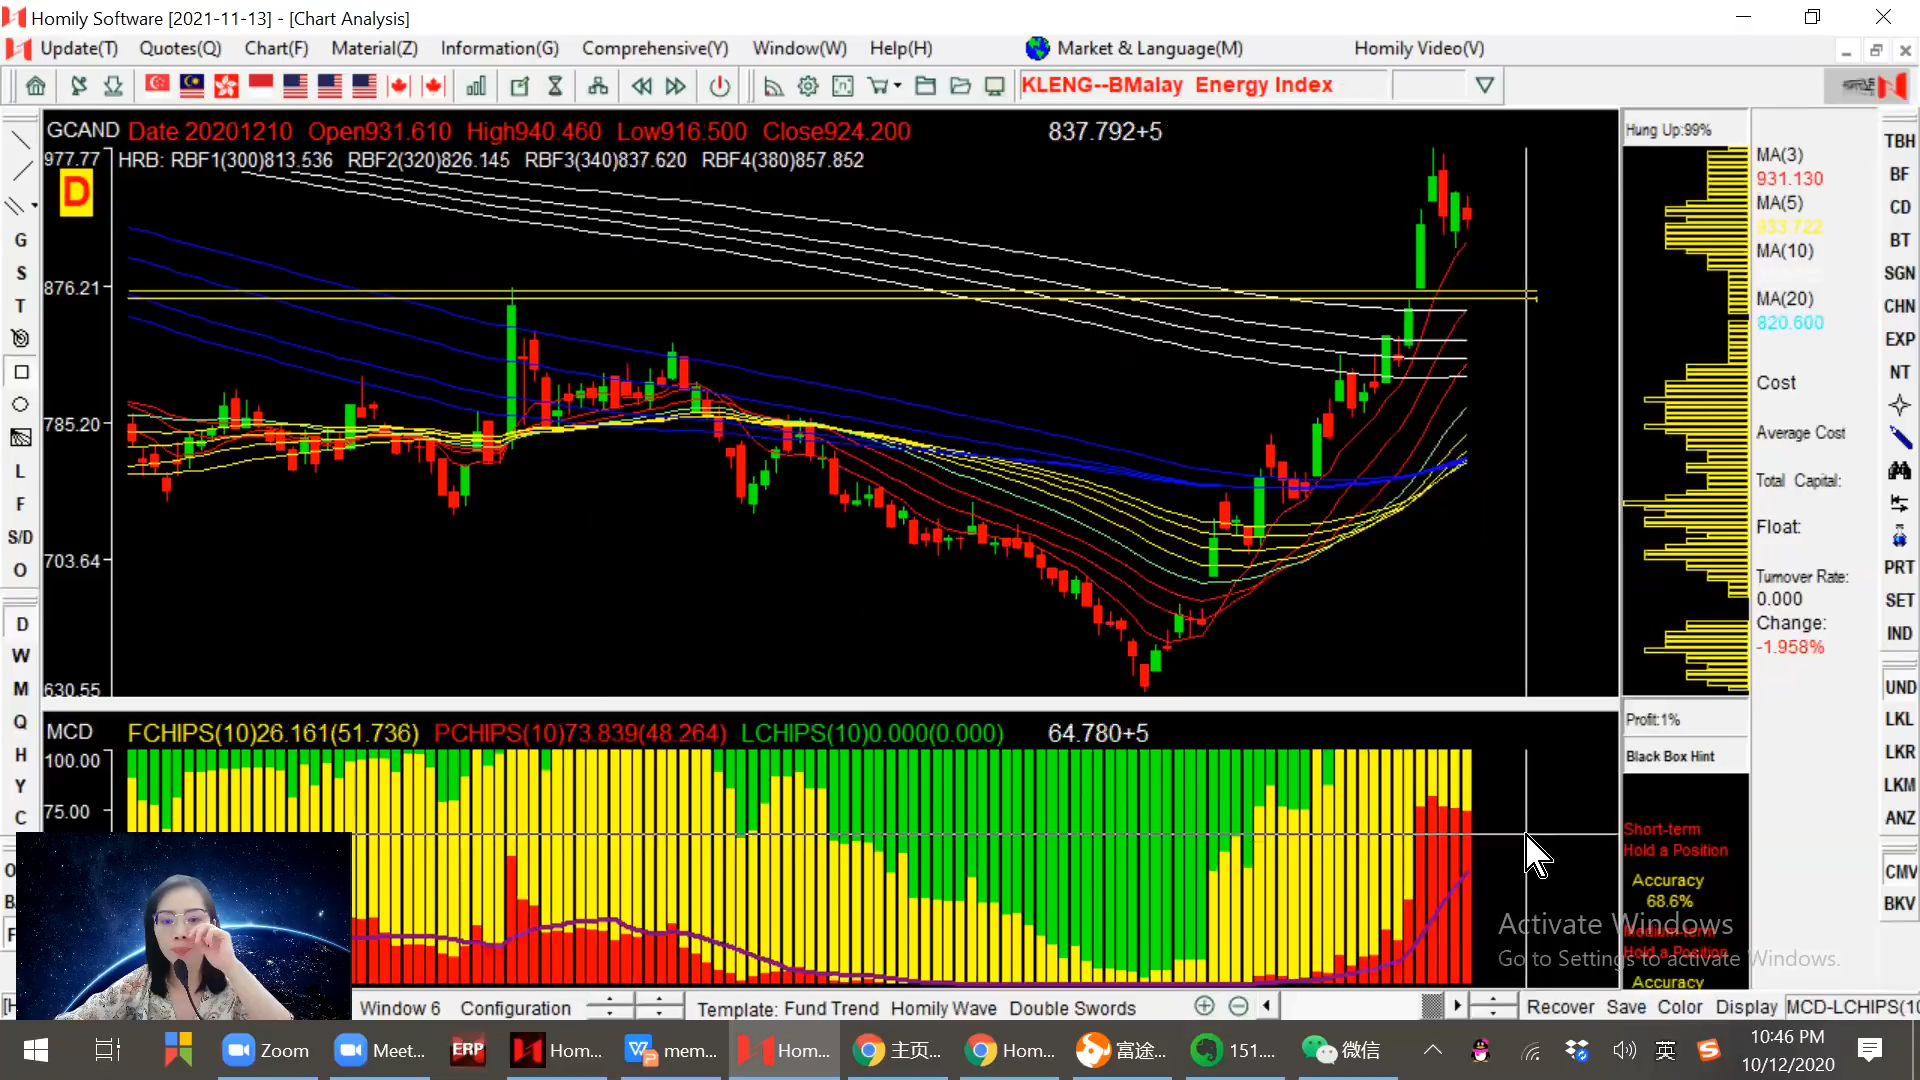 Homily Software [2021-11-13] - [Chart Analysis]
Update(T) Quotes(Q) Chart(F) Material(Z) Information(G) Comprehensive(Y) Window(W) Help(H) Market & Language(M) Homily Video(V)
KLENG--BMalay Energy Index
GCAND Date 20201210 Open931.610 High940.460 Low916.500 Close924.200 837.792+5
977.77 HRB: RBF1(300)813.536 RBF2(320)826.145 RBF3(340)837.620 RBF4(380)857.852
D
876.21
785.20
703.64
630.55
G
S
T
L
F
S/D
O
D
W
M
Q
H
Y
C
MCD FCHIPS(10)26.161(51.736) PCHIPS(10)73.839(48.264) LCHIPS(10)0.000(0.000) 64.780+5
100.00
75.00
Hung Up:99%
MA(3)
931.130
MA(5)
933.722
MA(10)
MA(20)
820.600
Cost
Average Cost
Total Capital:
Float:
Turnover Rate:
0.000
Change:
-1.958%
Profit:1%
Black Box Hint
Short-term
Hold a Position
Accuracy
68.6%
Medium-term
Hold a Position
Accuracy
TBH
BF
CD
BT
SGN
CHN
EXP
NT
PRT
SET
IND
UND
LKL
LKR
LKM
ANZ
CMV
BKV
Activate Windows
Go to Settings to activate Windows.
Window 6 Configuration Template: Fund Trend Homily Wave Double Swords Recover Save Color Display MCD-LCHIPS(10
Zoom Meet... ERP Hom... mem... Hom... 主页... Hom... 富途... 151.... 微信 英
10:46 PM
10/12/2020